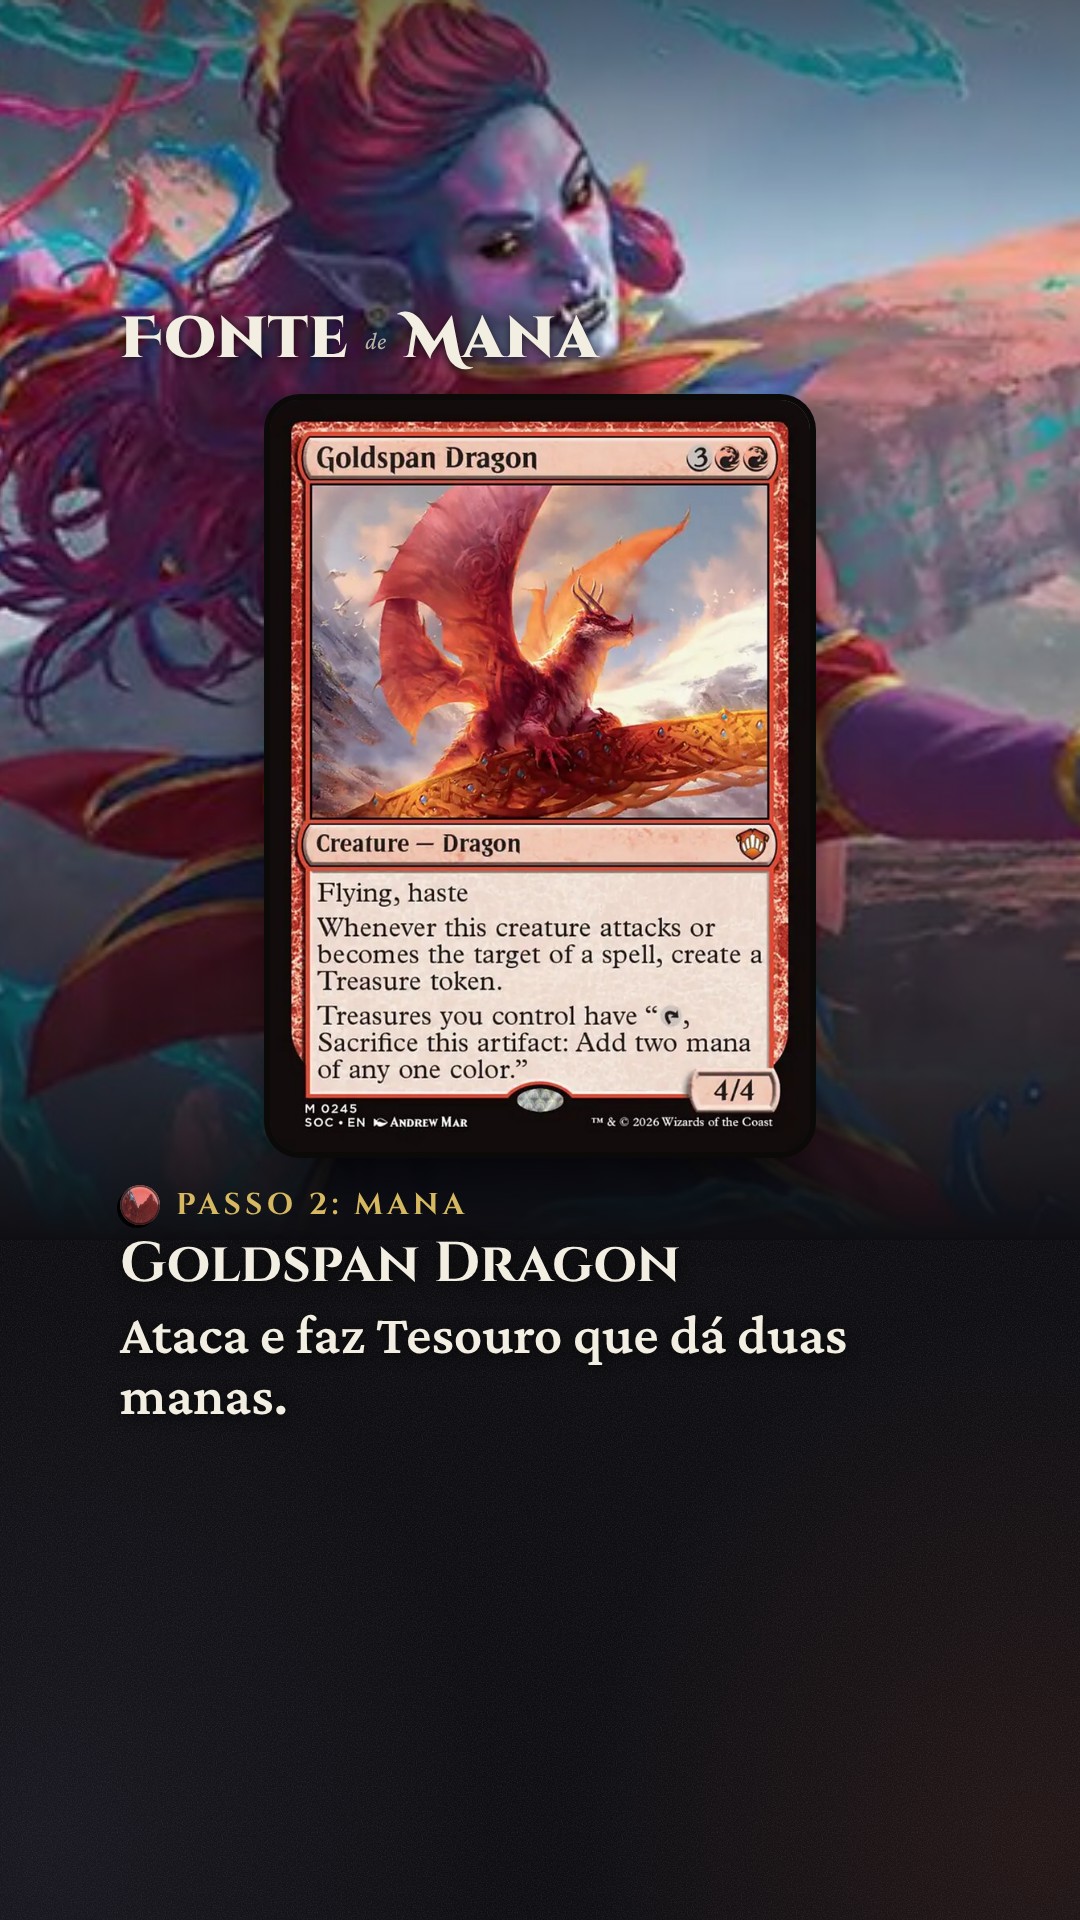 Fonte de Mana
Goldspan Dragon 3
Creature — Dragon
Flying, haste
Whenever this creature attacks or
becomes the target of a spell, create a
Treasure token.
Treasures you control have “ ,
Sacrifice this artifact: Add two mana
of any one color.”
4/4
M 0245
SOC • EN Andrew Mar
™ & © 2026 Wizards of the Coast
PASSO 2: MANA
Goldspan Dragon
Ataca e faz Tesouro que dá duas
manas.